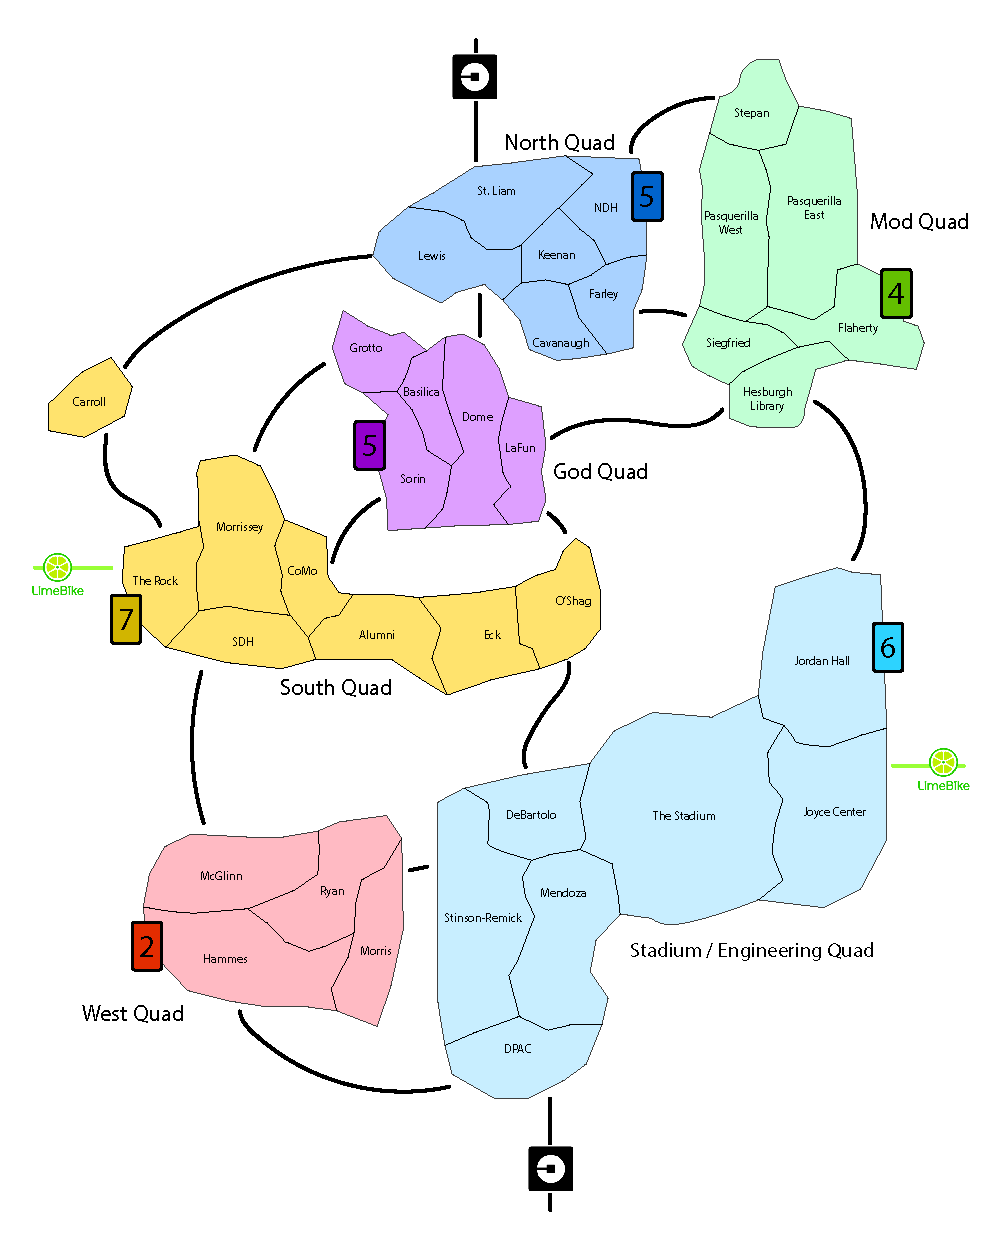 Stepan
North Quad
St. Liam
5
NDH
Pasquerilla
East
Pasquerilla
West
Mod Quad
Lewis
Keenan
Farley
4
Flaherty
Cavanaugh
Siegfried
Grotto
Basilica
Hesburgh
Library
Carroll
Dome
5
LaFun
God Quad
Sorin
Morrissey
CoMo
The Rock
LimeBike
7
O'Shag
SDH
Alumni
Eck
6
Jordan Hall
South Quad
LimeBike
DeBartolo
The Stadium
Joyce Center
McGlinn
Ryan
Mendoza
Stinson-Remick
2
Hammes
Morris
Stadium / Engineering Quad
West Quad
DPAC